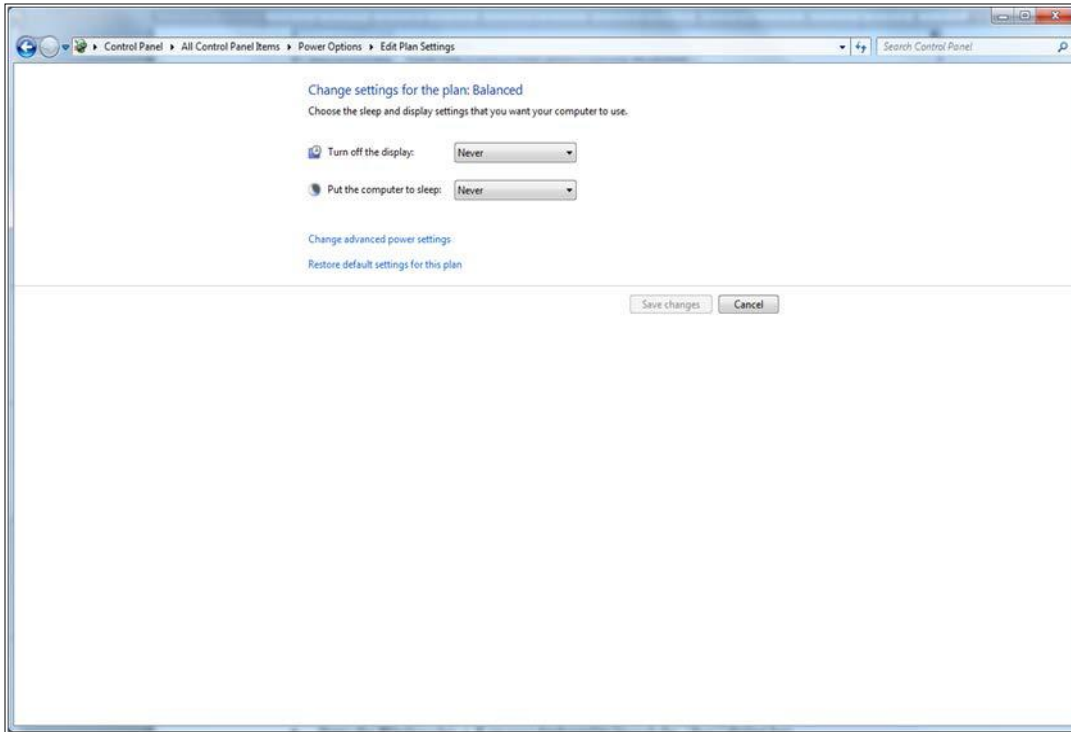 Control Panel ▸ All Control Panel Items ▸ Power Options ▸ Edit Plan Settings
Search Control Panel
Change settings for the plan: Balanced
Choose the sleep and display settings that you want your computer to use.
Turn off the display: Never
Put the computer to sleep: Never
Change advanced power settings
Restore default settings for this plan
Save changes Cancel